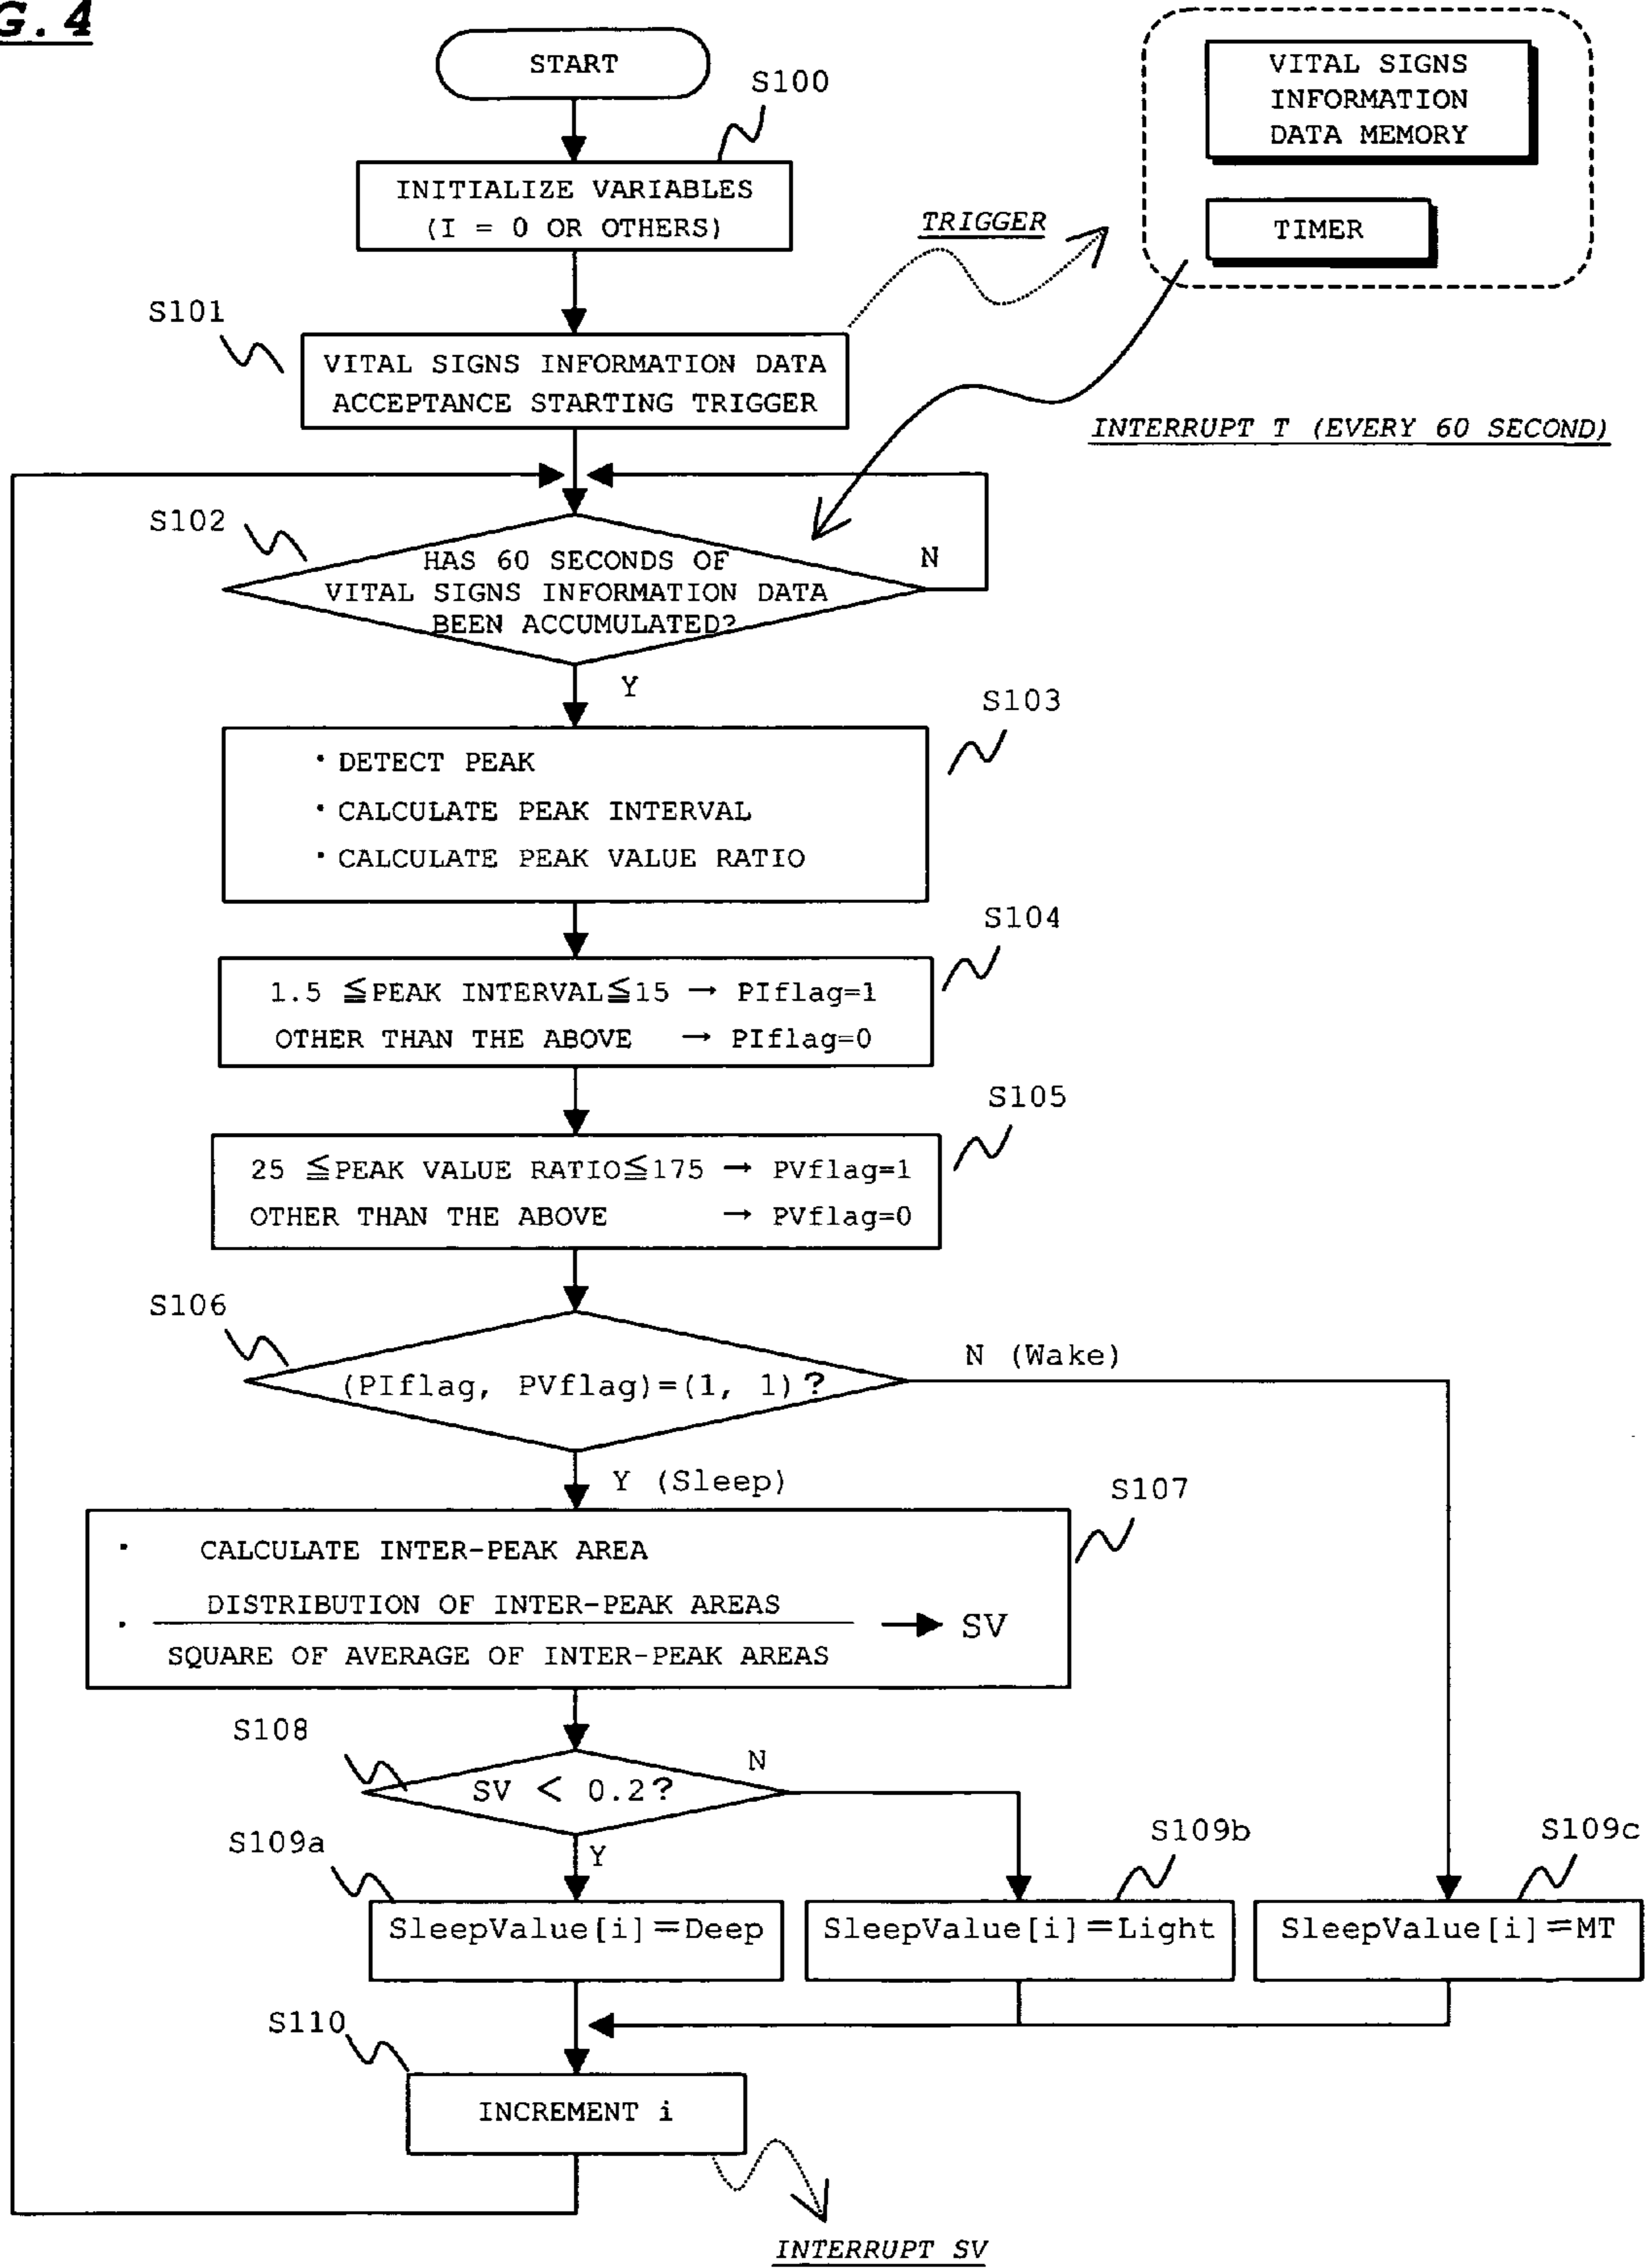 G.4
START
S100
VITAL SIGNS
INFORMATION
DATA MEMORY
INITIALIZE VARIABLES
(I = 0 OR OTHERS)
TRIGGER
TIMER
S101
VITAL SIGNS INFORMATION DATA
ACCEPTANCE STARTING TRIGGER
INTERRUPT T (EVERY 60 SECOND)
S102
HAS 60 SECONDS OF
VITAL SIGNS INFORMATION DATA
BEEN ACCUMULATED?
N
Y
S103
・DETECT PEAK
・CALCULATE PEAK INTERVAL
・CALCULATE PEAK VALUE RATIO
S104
1.5 ≦PEAK INTERVAL≦15 → PIflag=1
OTHER THAN THE ABOVE → PIflag=0
S105
25 ≦PEAK VALUE RATIO≦175 → PVflag=1
OTHER THAN THE ABOVE → PVflag=0
S106
(PIflag, PVflag)=(1, 1)?
N (Wake)
Y (Sleep)
S107
・ CALCULATE INTER-PEAK AREA
・ DISTRIBUTION OF INTER-PEAK AREAS
SQUARE OF AVERAGE OF INTER-PEAK AREAS
→ SV
S108
SV < 0.2?
N
Y
S109a
S109b
S109c
SleepValue[i]=Deep
SleepValue[i]=Light
SleepValue[i]=MT
S110
INCREMENT i
INTERRUPT SV